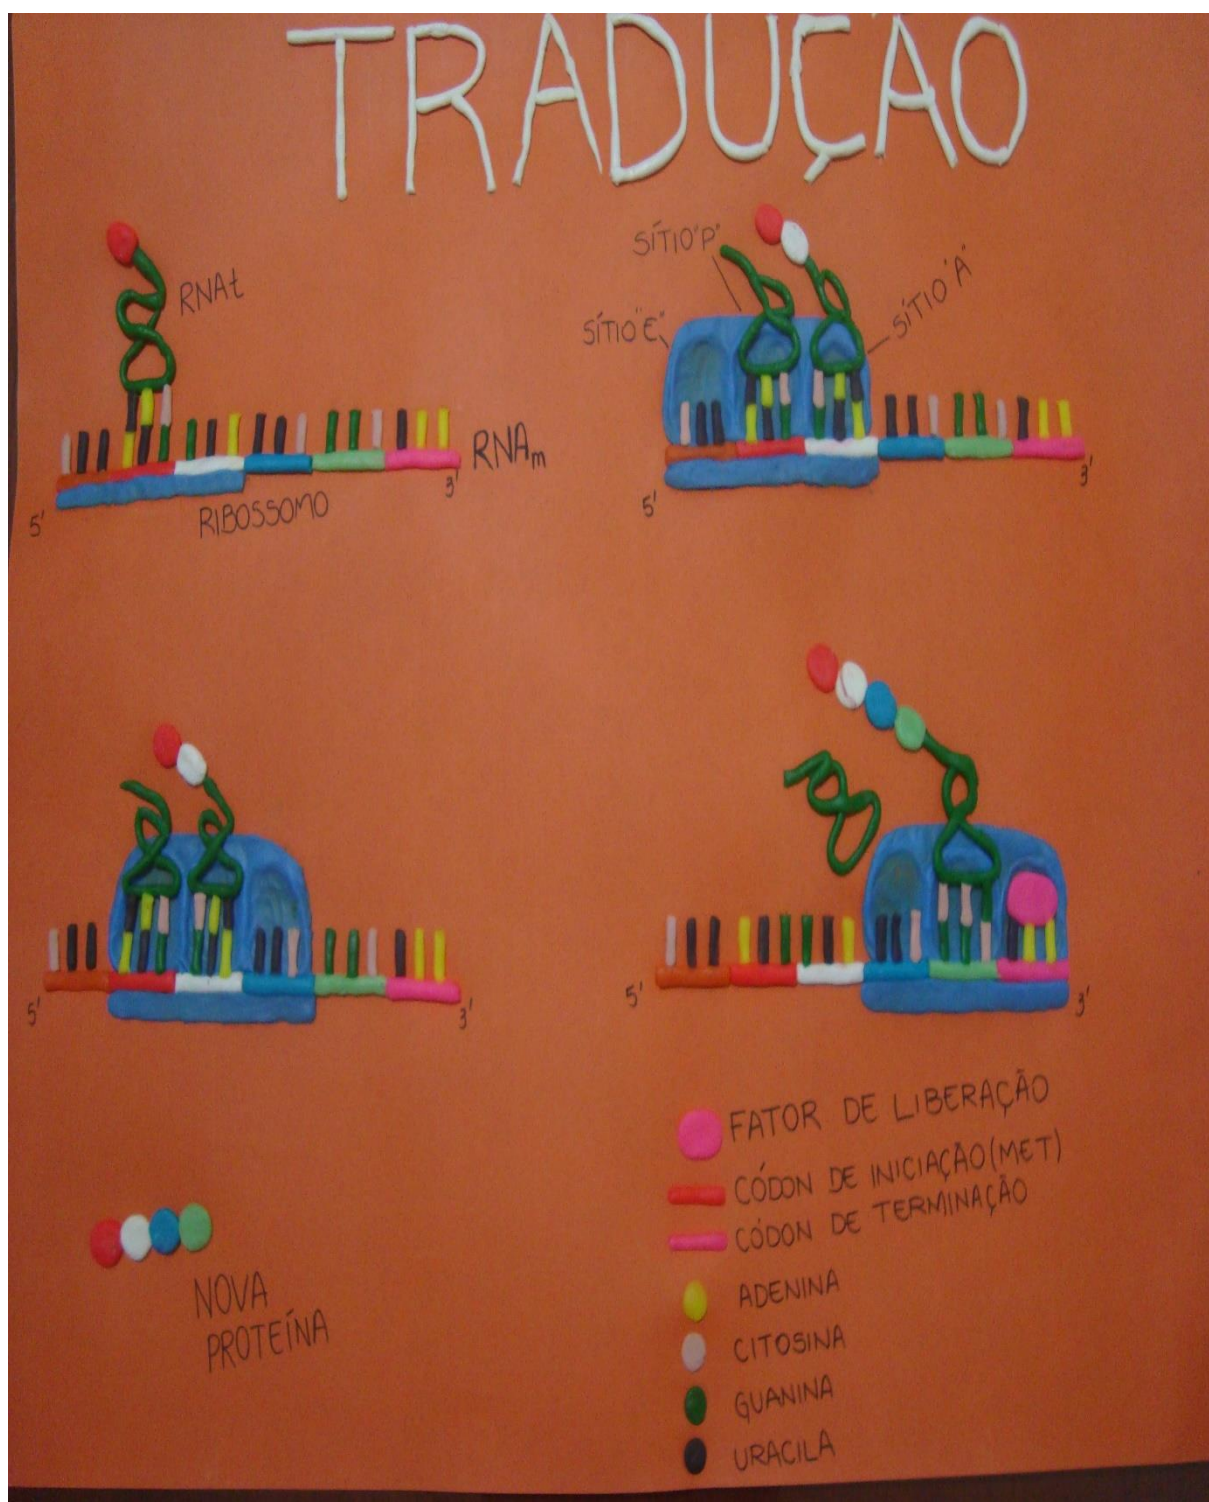 TRADUÇÃO
RNAt
RNAm
5'
3'
RIBOSSOMO
SÍTIO "P"
SÍTIO "E"
SÍTIO "A"
5'
3'
5'
3'
5'
3'
NOVA
PROTEÍNA
FATOR DE LIBERAÇÃO
CÓDON DE INICIAÇÃO (MET)
CÓDON DE TERMINAÇÃO
ADENINA
CITOSINA
GUANINA
URACILA